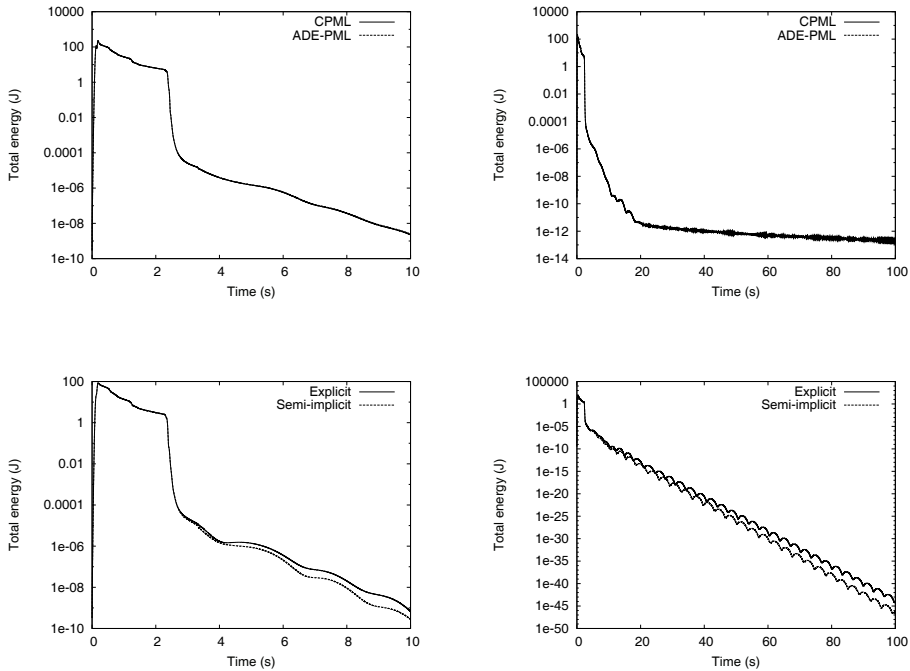 10000
100
1
0.01
0.0001
1e-06
1e-08
1e-10
0 2 4 6 8 10
Total energy (J)
Time (s)
CPML
ADE-PML
10000
100
1
0.01
0.0001
1e-06
1e-08
1e-10
1e-12
1e-14
0 20 40 60 80 100
Total energy (J)
Time (s)
CPML
ADE-PML
100
1
0.01
0.0001
1e-06
1e-08
1e-10
0 2 4 6 8 10
Total energy (J)
Time (s)
Explicit
Semi-implicit
100000
1
1e-05
1e-10
1e-15
1e-20
1e-25
1e-30
1e-35
1e-40
1e-45
1e-50
0 20 40 60 80 100
Total energy (J)
Time (s)
Explicit
Semi-implicit